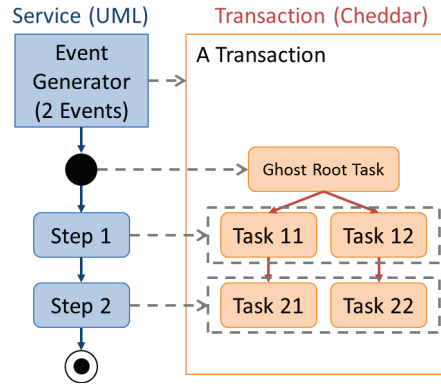 Service (UML)
Transaction (Cheddar)
Event
Generator
(2 Events)
A Transaction
Ghost Root Task
Step 1
Task 11
Task 12
Step 2
Task 21
Task 22